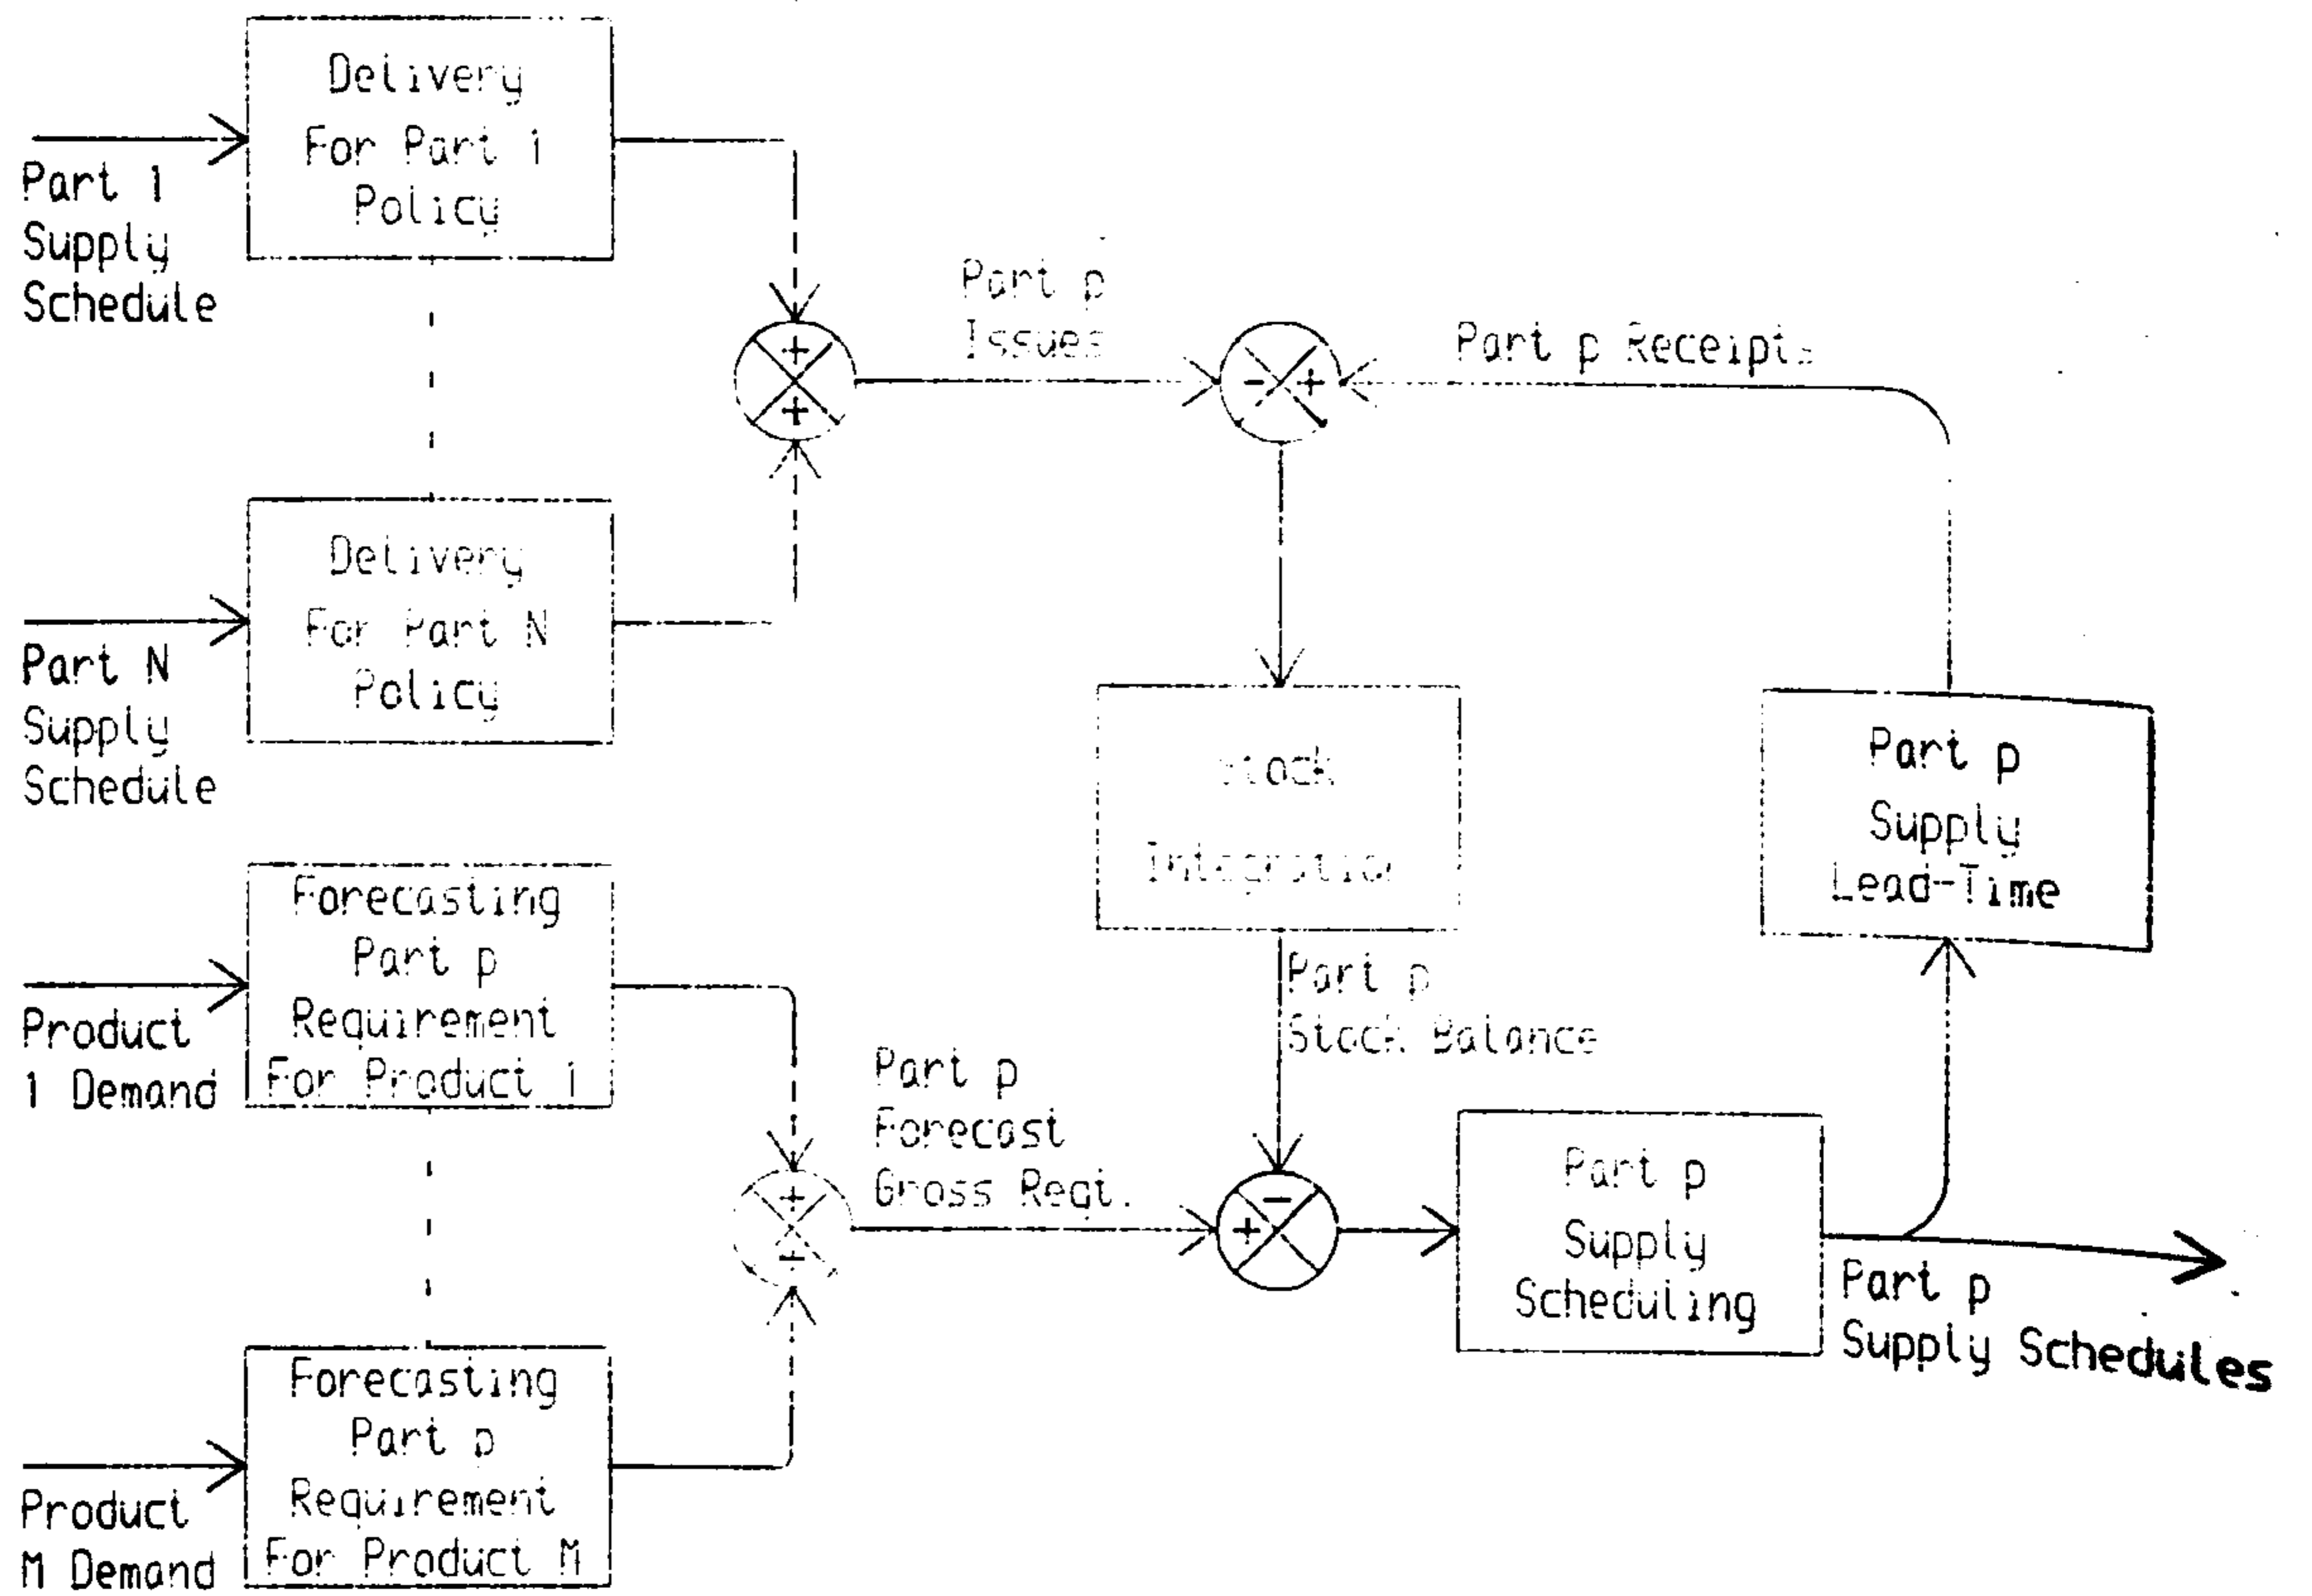 Delivery
For Part 1
Policy
Part 1
Supply
Schedule
+
+
Part p
Issues
-
+
Part p Receipts
Delivery
For Part N
Policy
Part N
Supply
Schedule
Stock
Integration
Part p
Supply
Lead-Time
Forecasting
Part p
Requirement
For Product 1
Product
1 Demand
Part p
Stock Balance
Part p
Forecast
Gross Reqt.
+
+
-
+
Part p
Supply
Scheduling
Part p
Supply Schedules
Forecasting
Part p
Requirement
For Product M
Product
M Demand